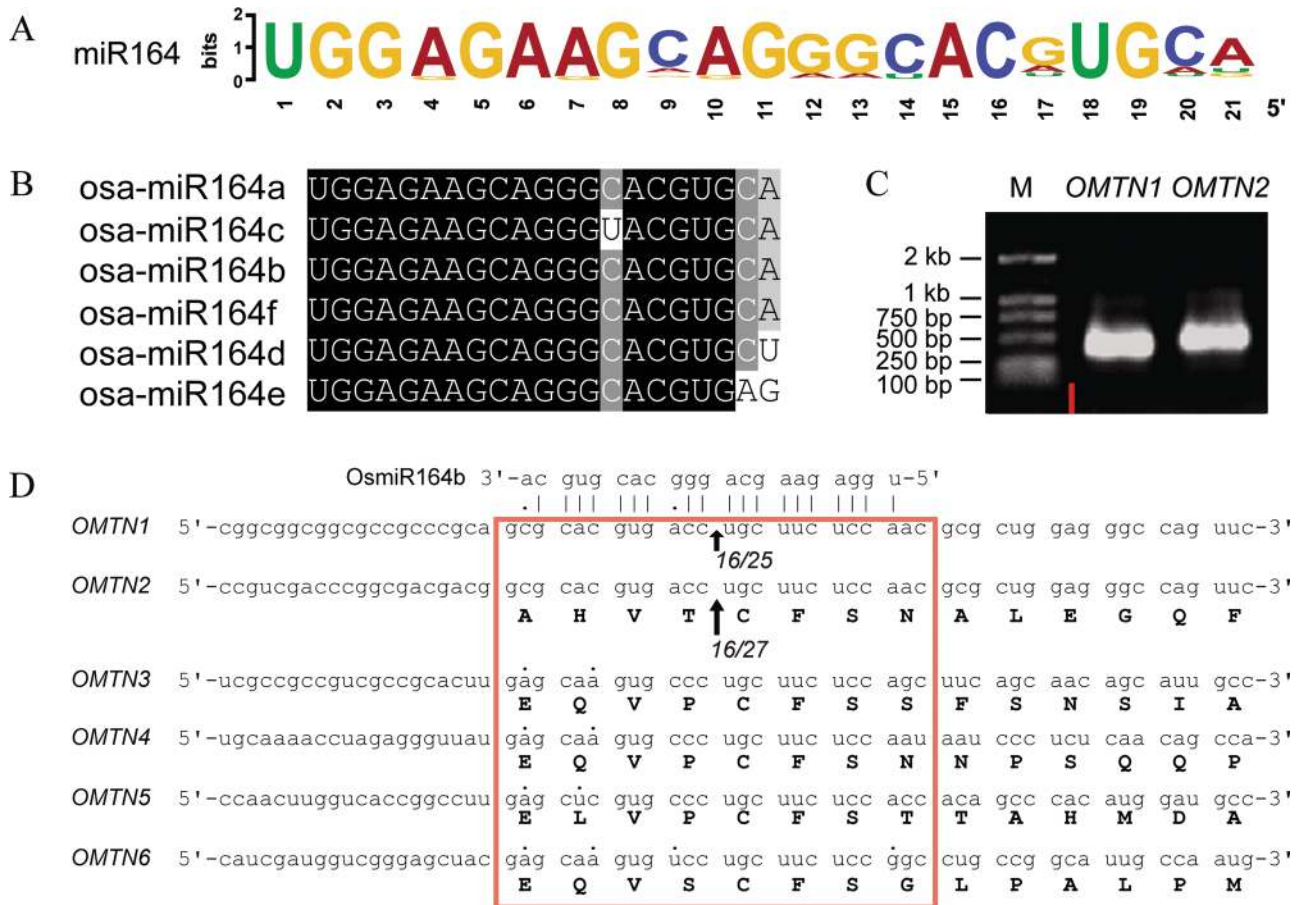 A
miR164
bits
2
1
0
UGGAGAAGCAGGGCACGUGCA
1 2 3 4 5 6 7 8 9 10 11 12 13 14 15 16 17 18 19 20 21 5'
B
osa-miR164a UGGAGAAGCAGGGCACGUGCA
osa-miR164c UGGAGAAGCAGGGUACGUGCA
osa-miR164b UGGAGAAGCAGGGCACGUGCA
osa-miR164f UGGAGAAGCAGGGCACGUGCA
osa-miR164d UGGAGAAGCAGGGCACGUGCU
osa-miR164e UGGAGAAGCAGGGCACGUGAG
C
M OMTN1 OMTN2
2 kb
1 kb
750 bp
500 bp
250 bp
100 bp
D
OsmiR164b 3'-ac gug cac ggg acg aag agg u-5'
OMTN1 5'-cggcggcggcgccgcccgca gcg cac gug acc ugc uuc ucc aac gcg cug gag ggc cag uuc-3'
16/25
OMTN2 5'-ccgucgacccggcgacgacg gcg cac gug acc ugc uuc ucc aac gcg cug gag ggc cag uuc-3'
A H V T C F S N A L E G Q F
16/27
OMTN3 5'-ucgccgccgucgccgcacuu gag caa gug ccc ugc uuc ucc agc uuc agc aac agc auu gcc-3'
E Q V P C F S S F S N S I A
OMTN4 5'-ugcaaaaccuagaggguuau gag caa gug ccc ugc uuc ucc aau aau ccc ucu caa cag cca-3'
E Q V P C F S N N P S Q Q P
OMTN5 5'-ccaacuuggucaccggccuu gag cuc gug ccc ugc uuc ucc acc aca gcc cac aug gau gcc-3'
E L V P C F S T T A H M D A
OMTN6 5'-caucgauggucgggagcuac gag caa gug ucc ugc uuc ucc ggc cug ccg gca uug cca aug-3'
E Q V S C F S G L P A L P M